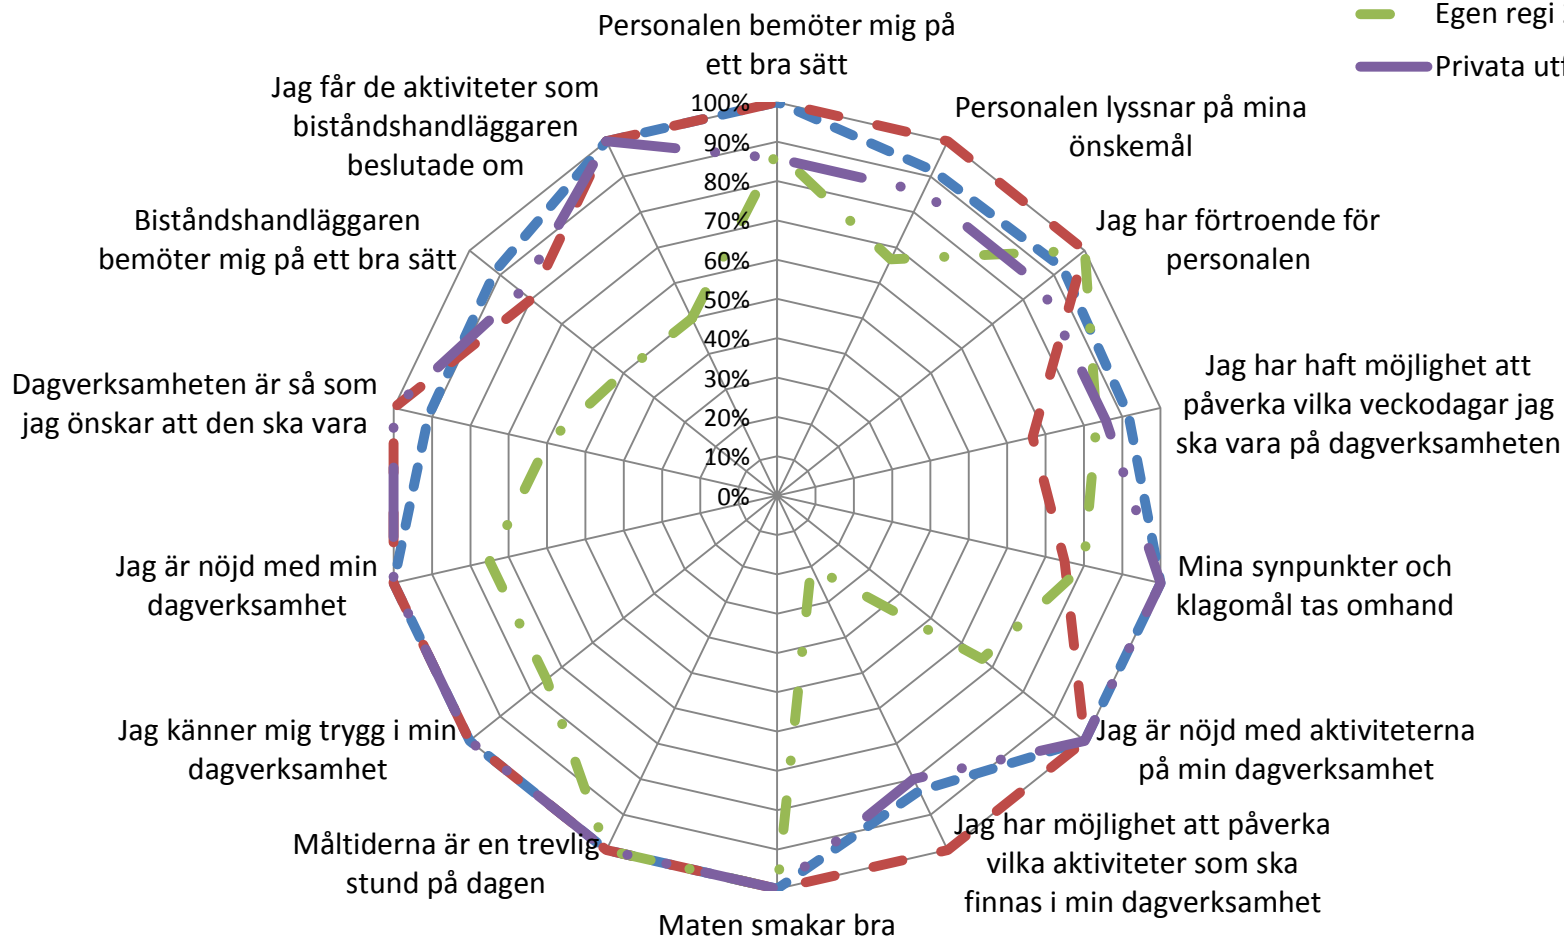 Egen regi
Privata
Personalen bemöter mig på
ett bra sätt
Personalen lyssnar på mina
önskemål
Jag har förtroende för
personalen
Jag har haft möjlighet att
påverka vilka veckodagar jag
ska vara på dagverksamheten
Mina synpunkter och
klagomål tas omhand
Jag är nöjd med aktiviteterna
på min dagverksamhet
Jag har möjlighet att påverka
vilka aktiviteter som ska
finnas i min dagverksamhet
Maten smakar bra
Måltiderna är en trevlig
stund på dagen
Jag känner mig trygg i min
dagverksamhet
Jag är nöjd med min
dagverksamhet
Dagverksamheten är så som
jag önskar att den ska vara
Biståndshandläggaren
bemöter mig på ett bra sätt
Jag får de aktiviteter som
biståndshandläggaren
beslutade om
100%
90%
80%
70%
60%
50%
40%
30%
20%
10%
0%